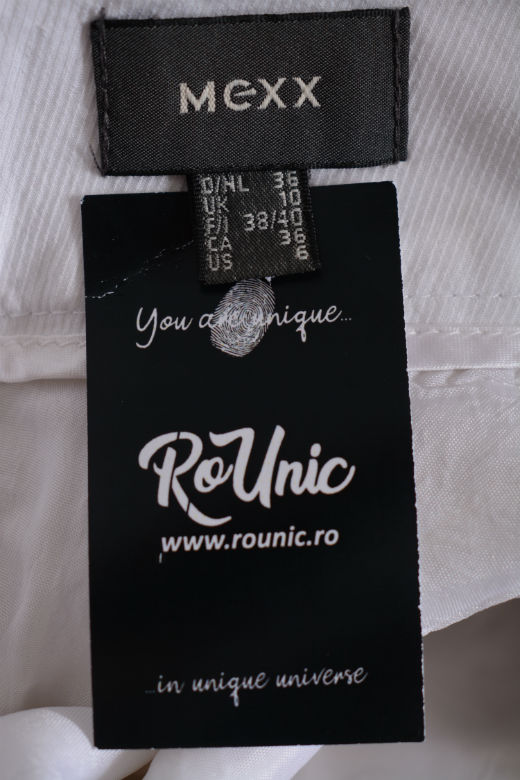 Mexx
D/NL 36
UK 10
F/I 38/40
CA 36
US 6
You are unique...
RoUnic
www.rounic.ro
...in unique universe